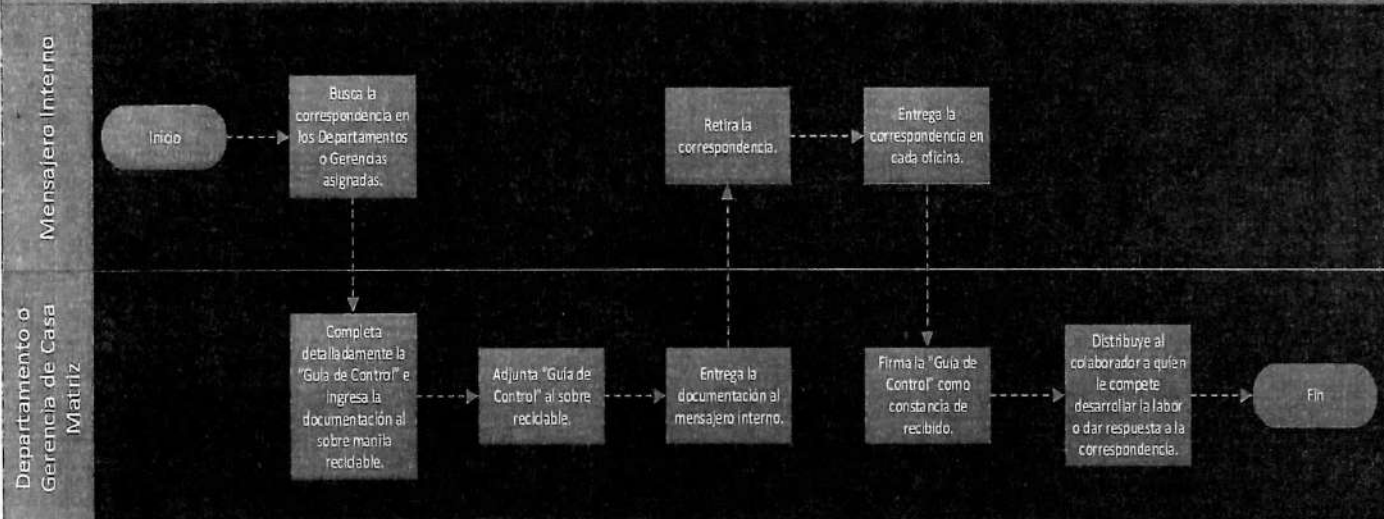 Mensajero Interno
Inicio
Busca la
correspondencia en
los Departamentos
o Gerencias
asignadas.
Retira la
correspondencia.
Entrega la
correspondencia en
cada oficina.
Departamento o
Gerencia de Casa
Matriz
Completa
detalladamente la
"Guía de Control" e
ingresa la
documentación al
sobre manila
reciclable.
Adjunta "Guía de
Control" al sobre
reciclable.
Entrega la
documentación al
mensajero interno.
Firma la "Guía de
Control" como
constancia de
recibido.
Distribuye al
colaborador a quien
le compete
desarrollar la labor
o dar respuesta a la
correspondencia.
Fin